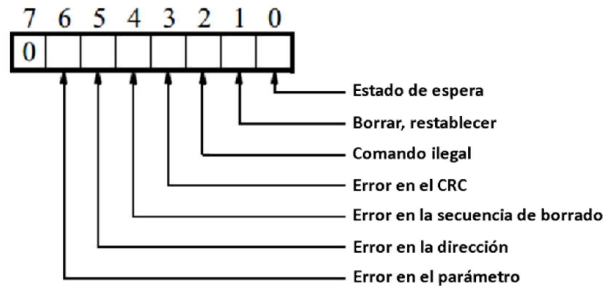 7 6 5 4 3 2 1 0
0
Estado de espera
Borrar, restablecer
Comando ilegal
Error en el CRC
Error en la secuencia de borrado
Error en la dirección
Error en el parámetro